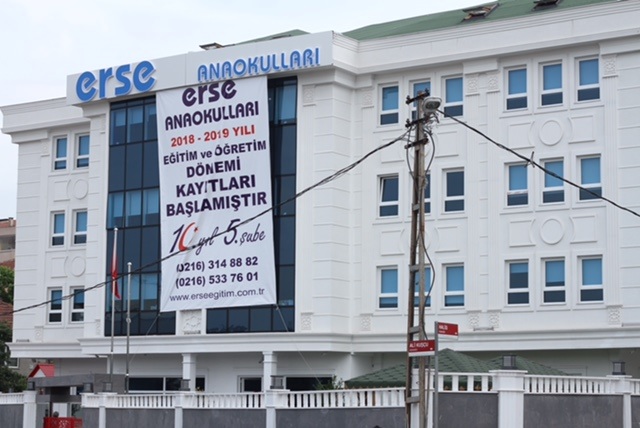 erse ANAOKULLARI
erse
ANAOKULLARI
2018 - 2019 YILI
EĞİTİM ve ÖĞRETİM
DÖNEMİ
KAYITLARI
BAŞLAMIŞTIR
10.yıl 5.şube
(0216) 314 88 82
(0216) 533 76 01
www.erseegitim.com.tr